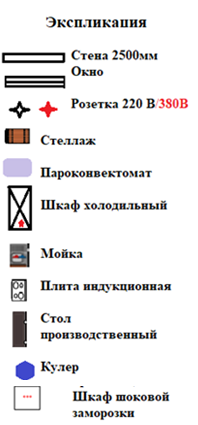 Экспликация
Стена 2500мм
Окно
Розетка 220 В/380В
Стеллаж
Пароконвектомат
Шкаф холодильный
Мойка
Плита индукционная
Стол
производственный
Кулер
Шкаф шоковой
заморозки